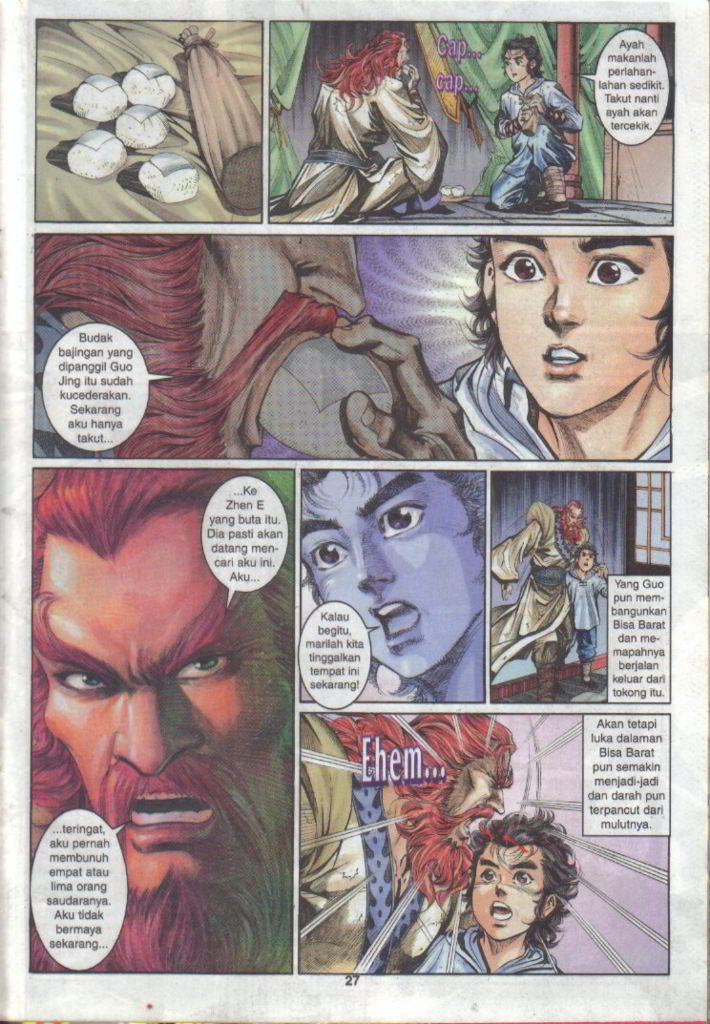 Cap...
cap...
Ayah
makanlah
perlahan-
lahan sedikit.
Takut nanti
ayah akan
tercekik.
Budak
bajingan yang
dipanggil Guo
Jing itu sudah
kucederakan.
Sekarang
aku hanya
takut...
...Ke
Zhen E
yang buta itu.
Dia pasti akan
datang men-
cari aku ini.
Aku...
...teringat,
aku pernah
membunuh
empat atau
lima orang
saudaranya.
Aku tidak
bermaya
sekarang...
Kalau
begitu,
marilah kita
tinggalkan
tempat ini
sekarang!
Yang Guo
pun mem-
bangunkan
Bisa Barat
dan me-
mapahnya
berjalan
keluar dari
tokong itu.
Ehem...
Akan tetapi
luka dalaman
Bisa Barat
pun semakin
menjadi-jadi
dan darah pun
terpancut dari
mulutnya.
27